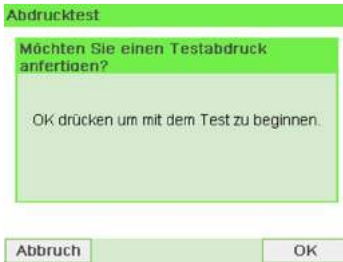 Abdrucktest
Möchten Sie einen Testabdruck
anfertigen?
OK drücken um mit dem Test zu beginnen.
Abbruch
OK